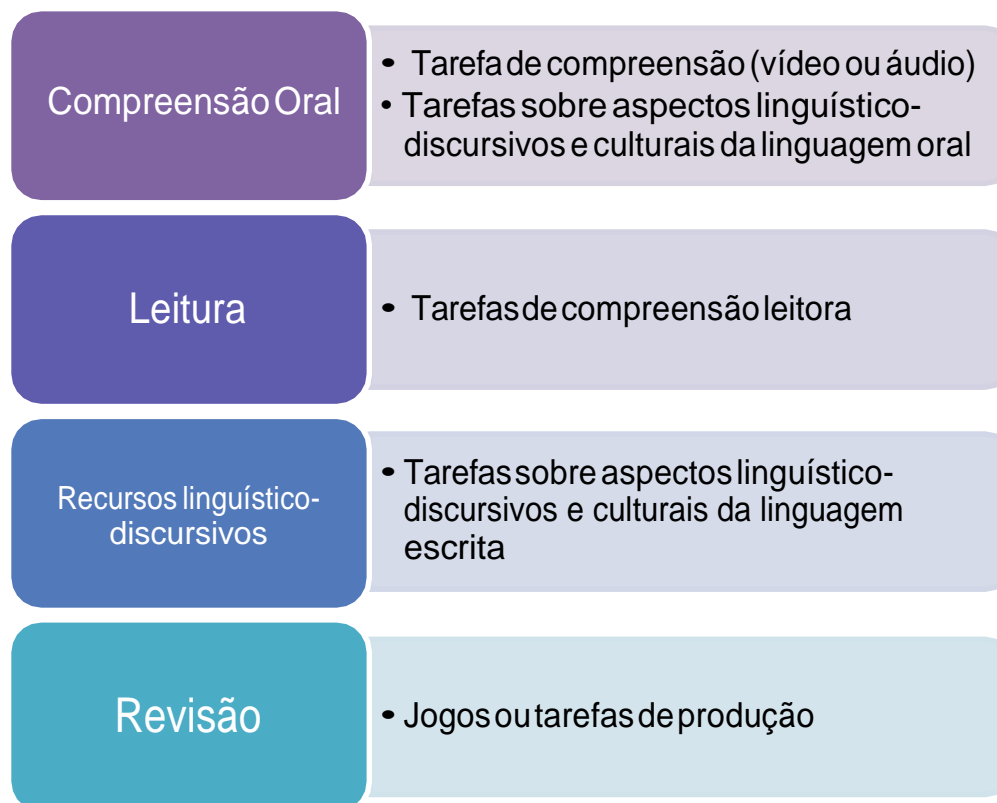 Compreensão Oral
• Tarefa de compreensão (vídeo ou áudio)
• Tarefas sobre aspectos linguístico-
discursivos e culturais da linguagem oral
Leitura
• Tarefas de compreensão leitora
Recursos linguístico-
discursivos
• Tarefas sobre aspectos linguístico-
discursivos e culturais da linguagem
escrita
Revisão
• Jogos ou tarefas de produção